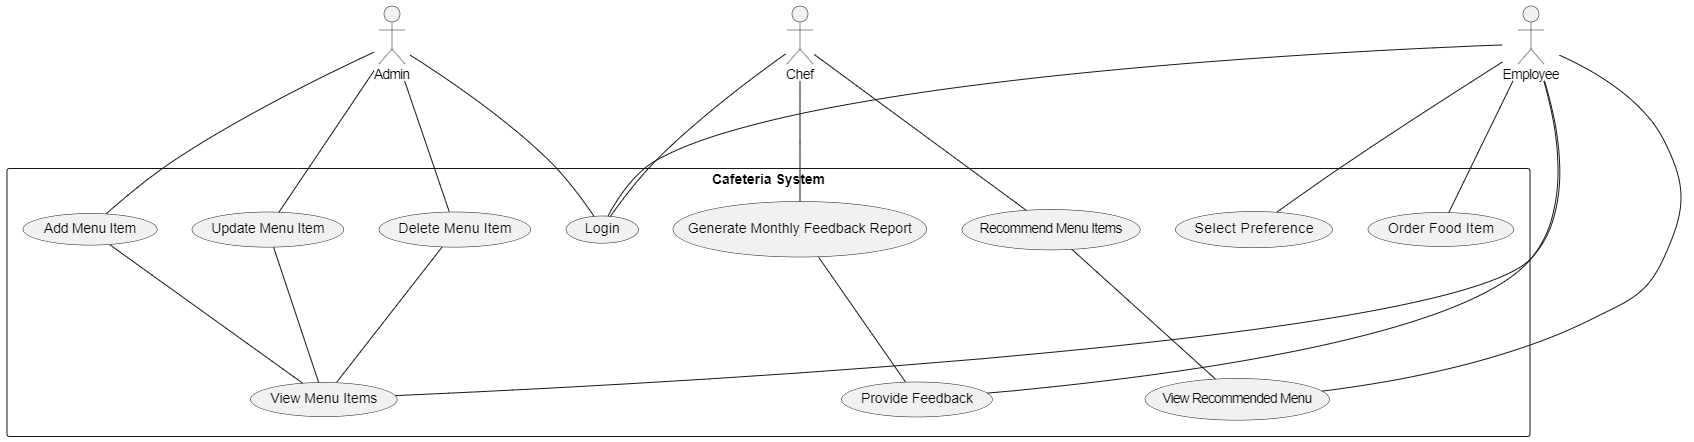 Admin
Chef
Employee
Cafeteria System
Add Menu Item
Update Menu Item
Delete Menu Item
Login
Generate Monthly Feedback Report
Recommend Menu Items
Select Preference
Order Food Item
View Menu Items
Provide Feedback
View Recommended Menu